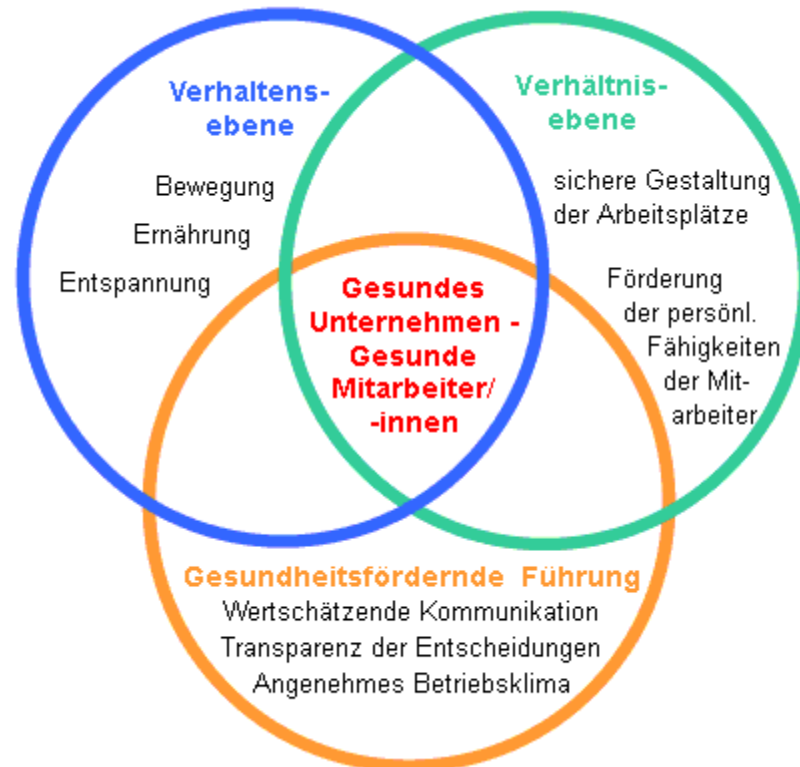 Verhaltens-
ebene
Bewegung
Ernährung
Entspannung
Verhältnis-
ebene
sichere Gestaltung
der Arbeitsplätze
Förderung
der persönl.
Fähigkeiten
der Mit-
arbeiter
Gesundes
Unternehmen -
Gesunde
Mitarbeiter/
-innen
Gesundheitsfördernde Führung
Wertschätzende Kommunikation
Transparenz der Entscheidungen
Angenehmes Betriebsklima